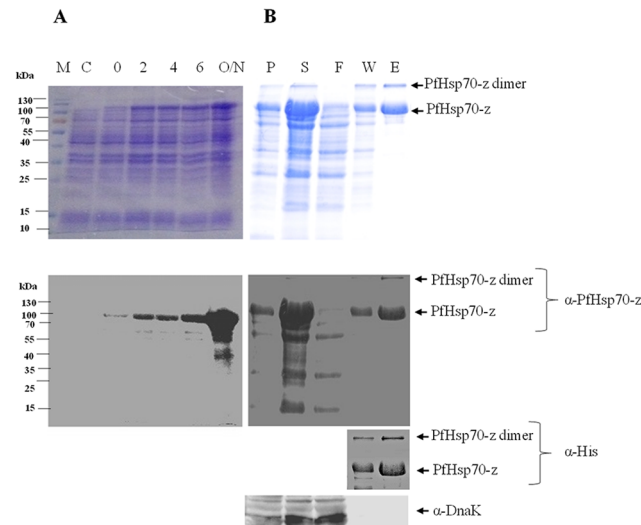 A B
kDa M C 0 2 4 6 O/N P S F W E
PfHsp70-z dimer
PfHsp70-z
130
100
70
55
40
35
25
15
10
kDa
130
100
70
55
40
35
25
15
PfHsp70-z dimer
PfHsp70-z
α-PfHsp70-z
PfHsp70-z dimer
PfHsp70-z
α-His
α-DnaK